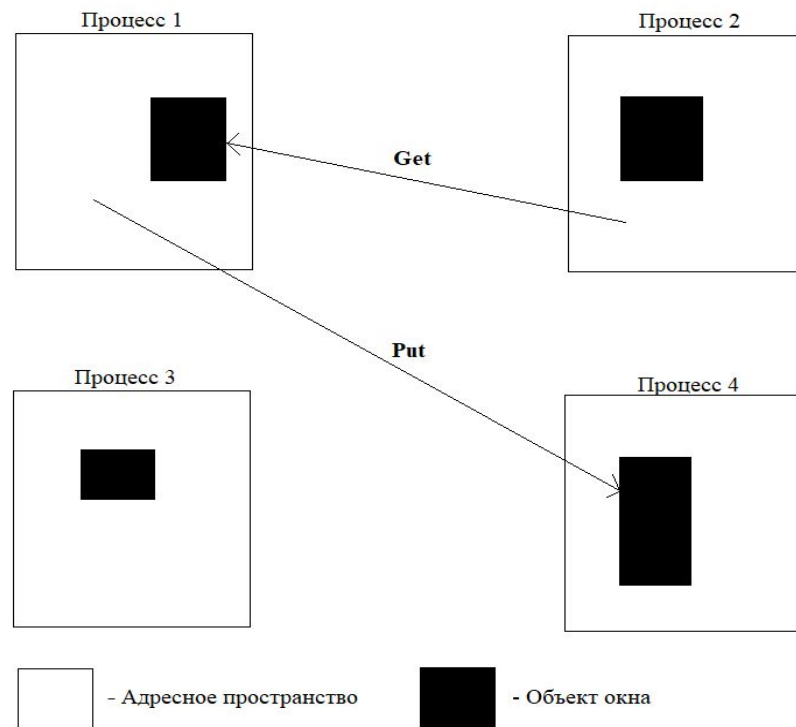 Процесс 1
Процесс 2
Get
Put
Процесс 3
Процесс 4
- Адресное пространство
- Объект окна